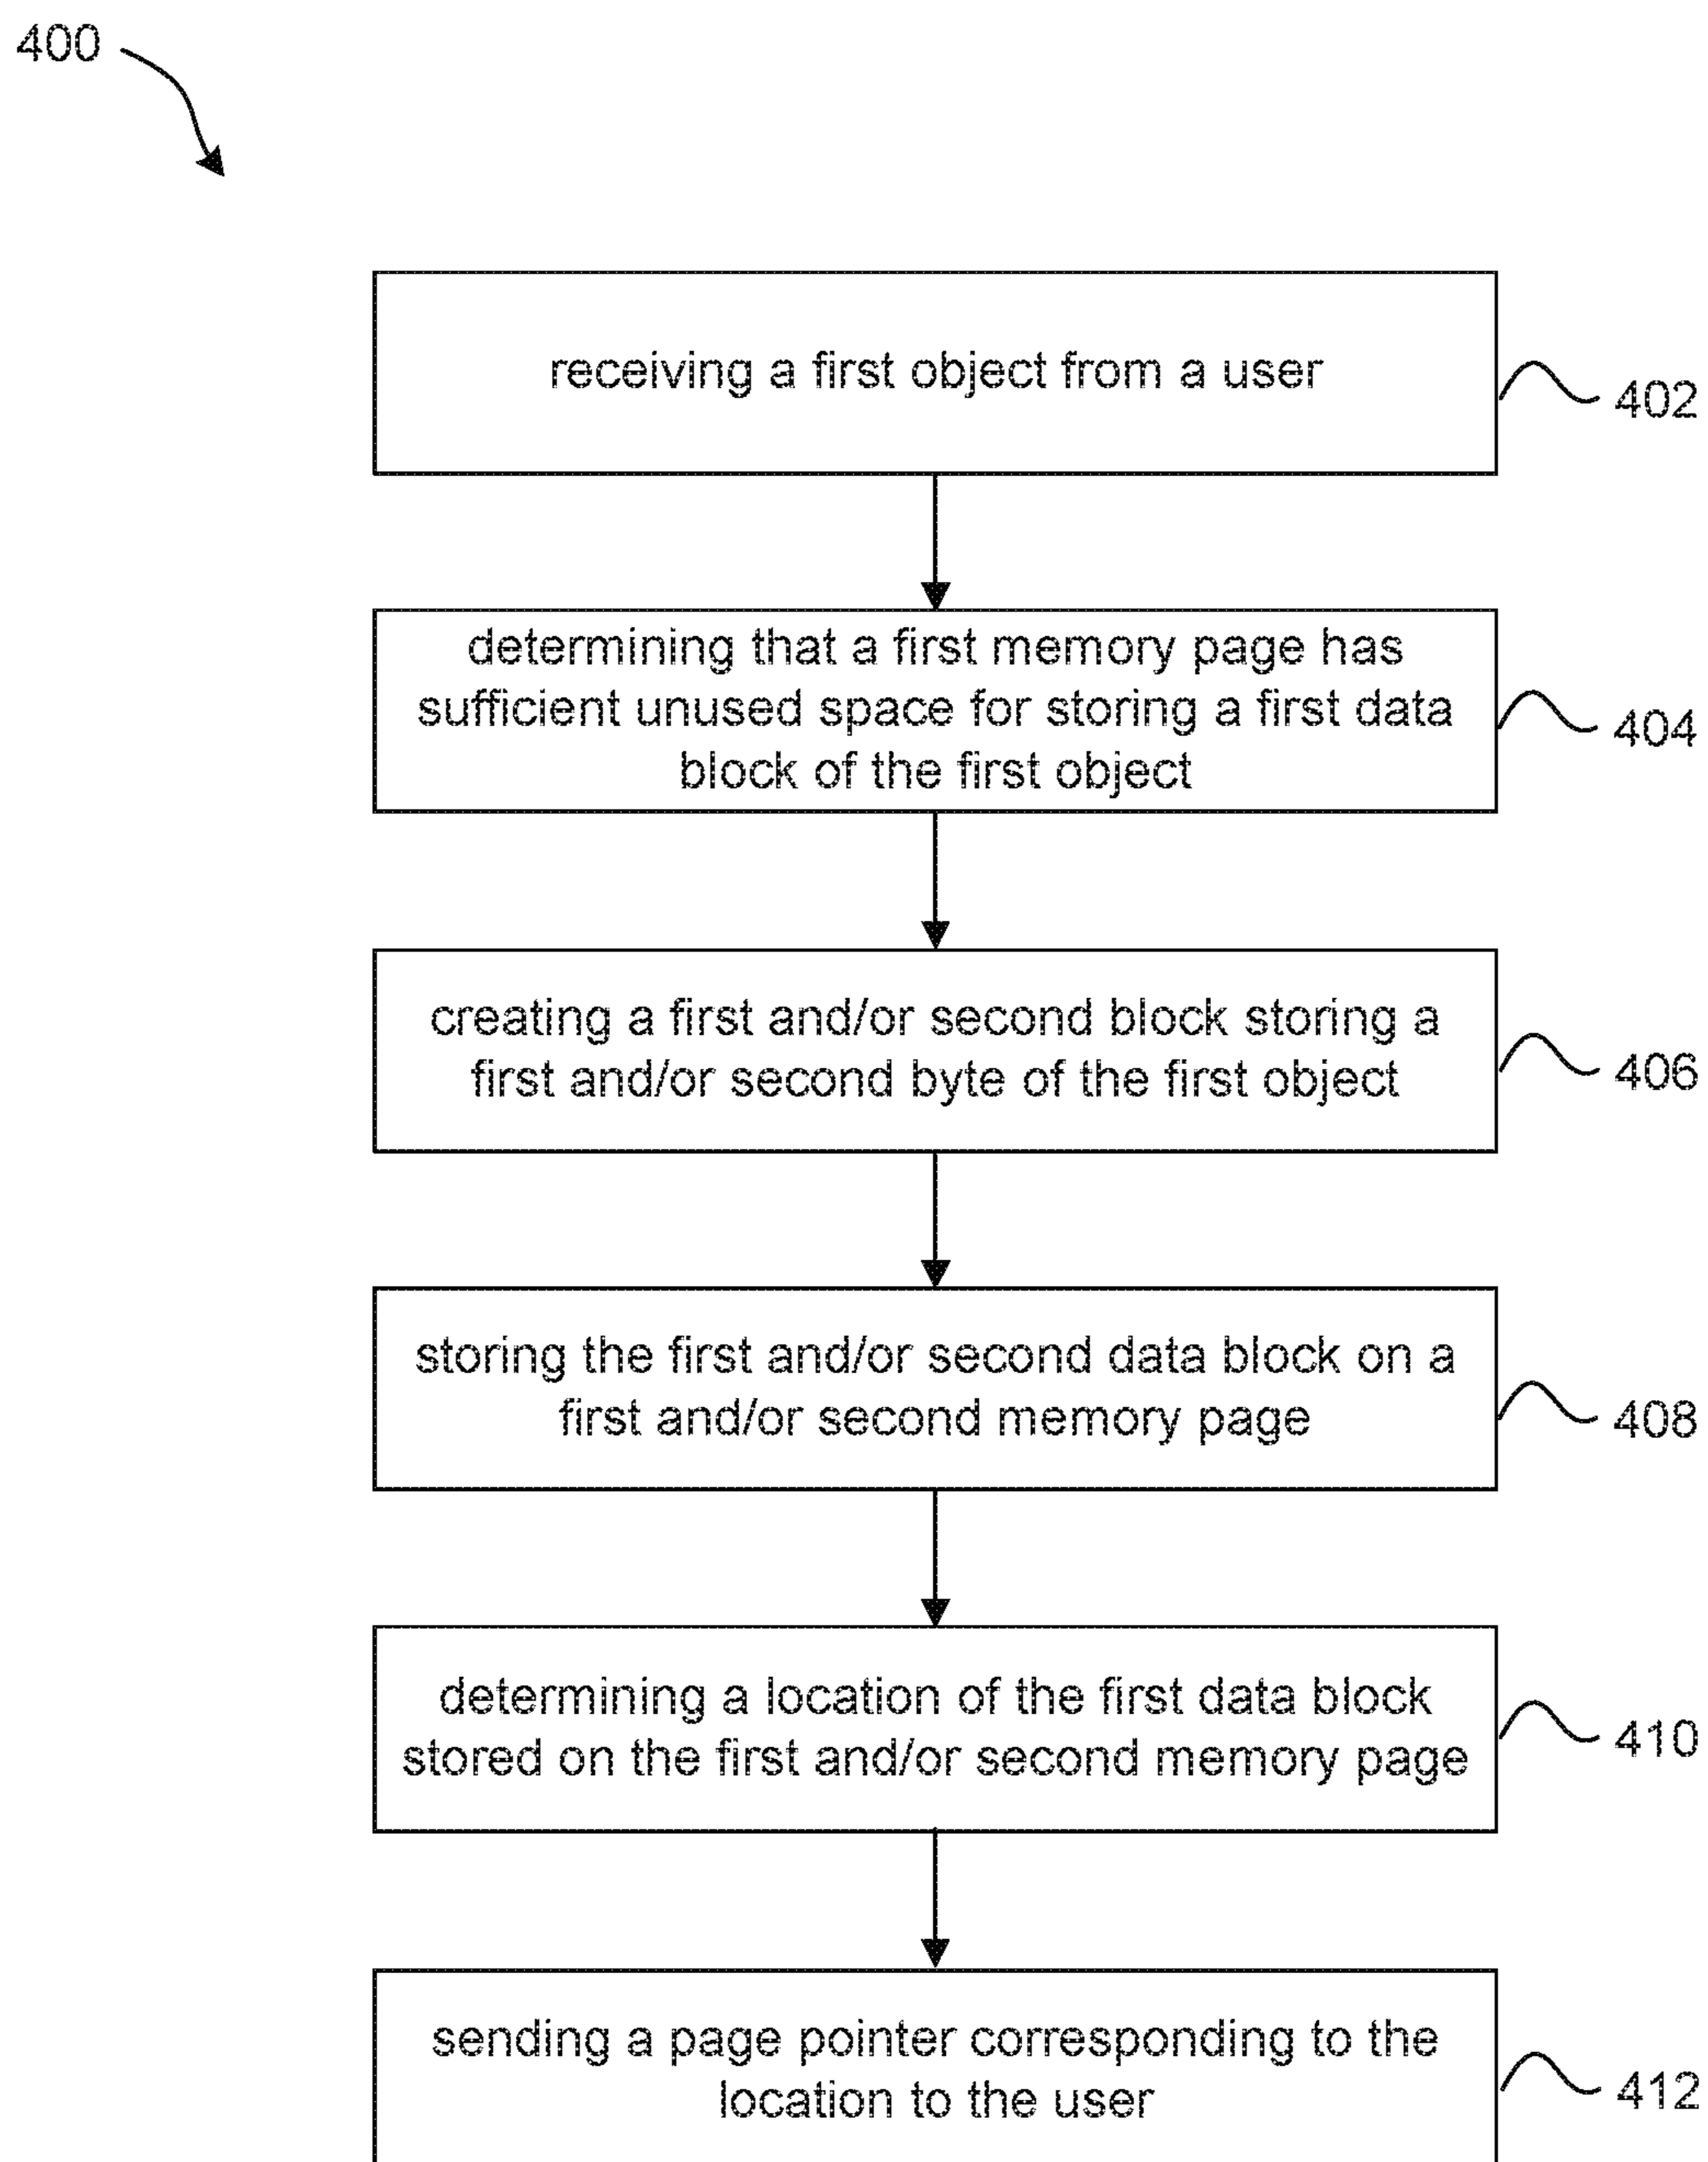 400
receiving a first object from a user
402
determining that a first memory page has
sufficient unused space for storing a first data
block of the first object
404
creating a first and/or second block storing a
first and/or second byte of the first object
406
storing the first and/or second data block on a
first and/or second memory page
408
determining a location of the first data block
stored on the first and/or second memory page
410
sending a page pointer corresponding to the
location to the user
412